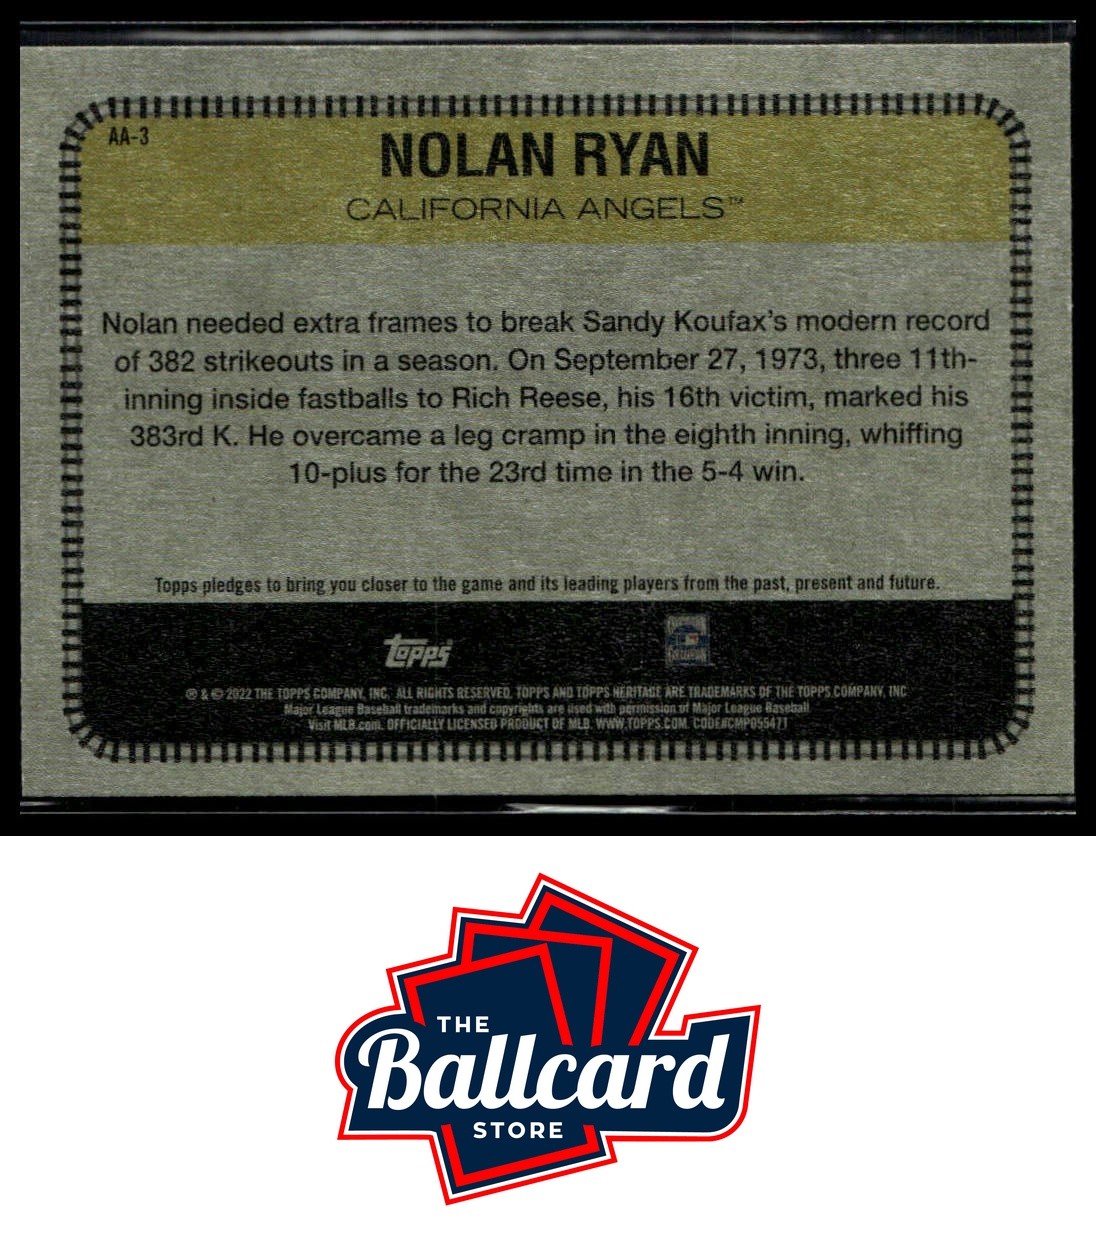 AA-3
NOLAN RYAN
CALIFORNIA ANGELS™
Nolan needed extra frames to break Sandy Koufax's modern record
of 382 strikeouts in a season. On September 27, 1973, three 11th-
inning inside fastballs to Rich Reese, his 16th victim, marked his
383rd K. He overcame a leg cramp in the eighth inning, whiffing
10-plus for the 23rd time in the 5-4 win.
Topps pledges to bring you closer to the game and its leading players from the past, present and future.
Topps
® & © 2022 THE TOPPS COMPANY, INC. ALL RIGHTS RESERVED. TOPPS AND TOPPS HERITAGE ARE TRADEMARKS OF THE TOPPS COMPANY, INC
Major League Baseball trademarks and copyrights are used with permission of Major League Baseball
Visit MLB.com. OFFICIALLY LICENSED PRODUCT OF MLB. WWW.TOPPS.COM. CODE#CMP055471
THE
Ballcard
STORE